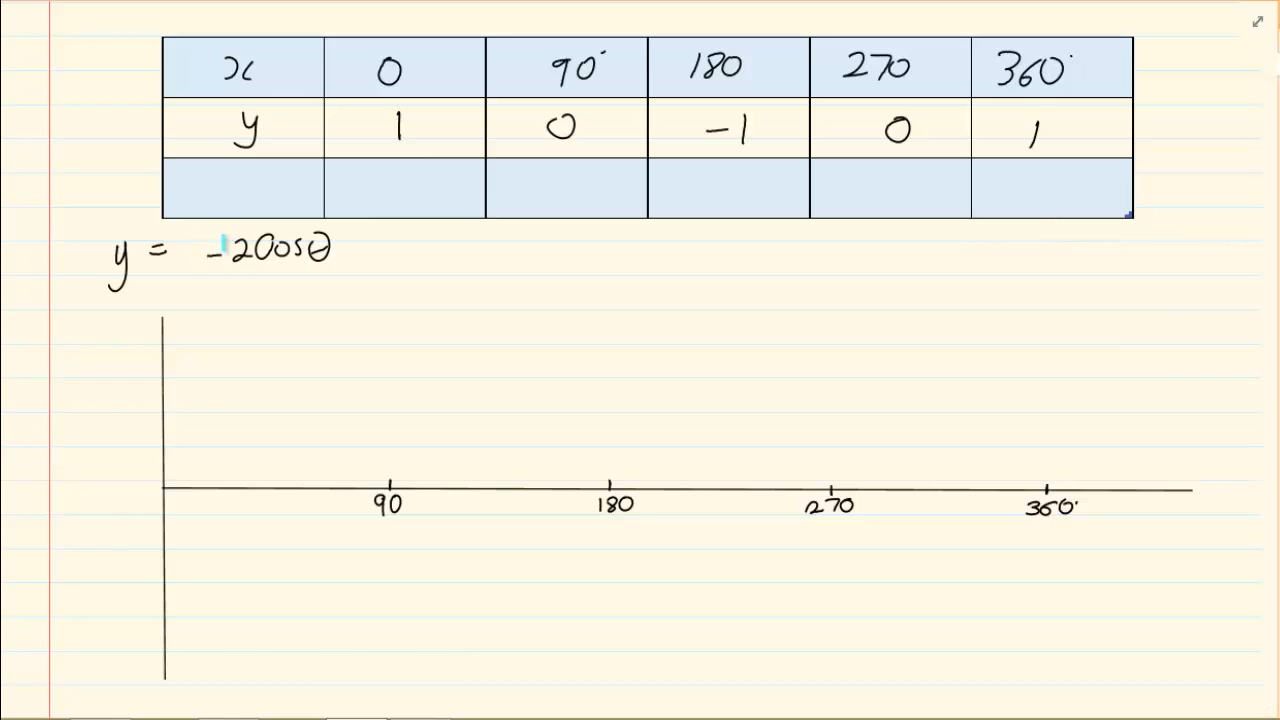 x 0 90° 180 270 360°
y 1 0 -1 0 1
y = -2cosθ
90 180 270 360°